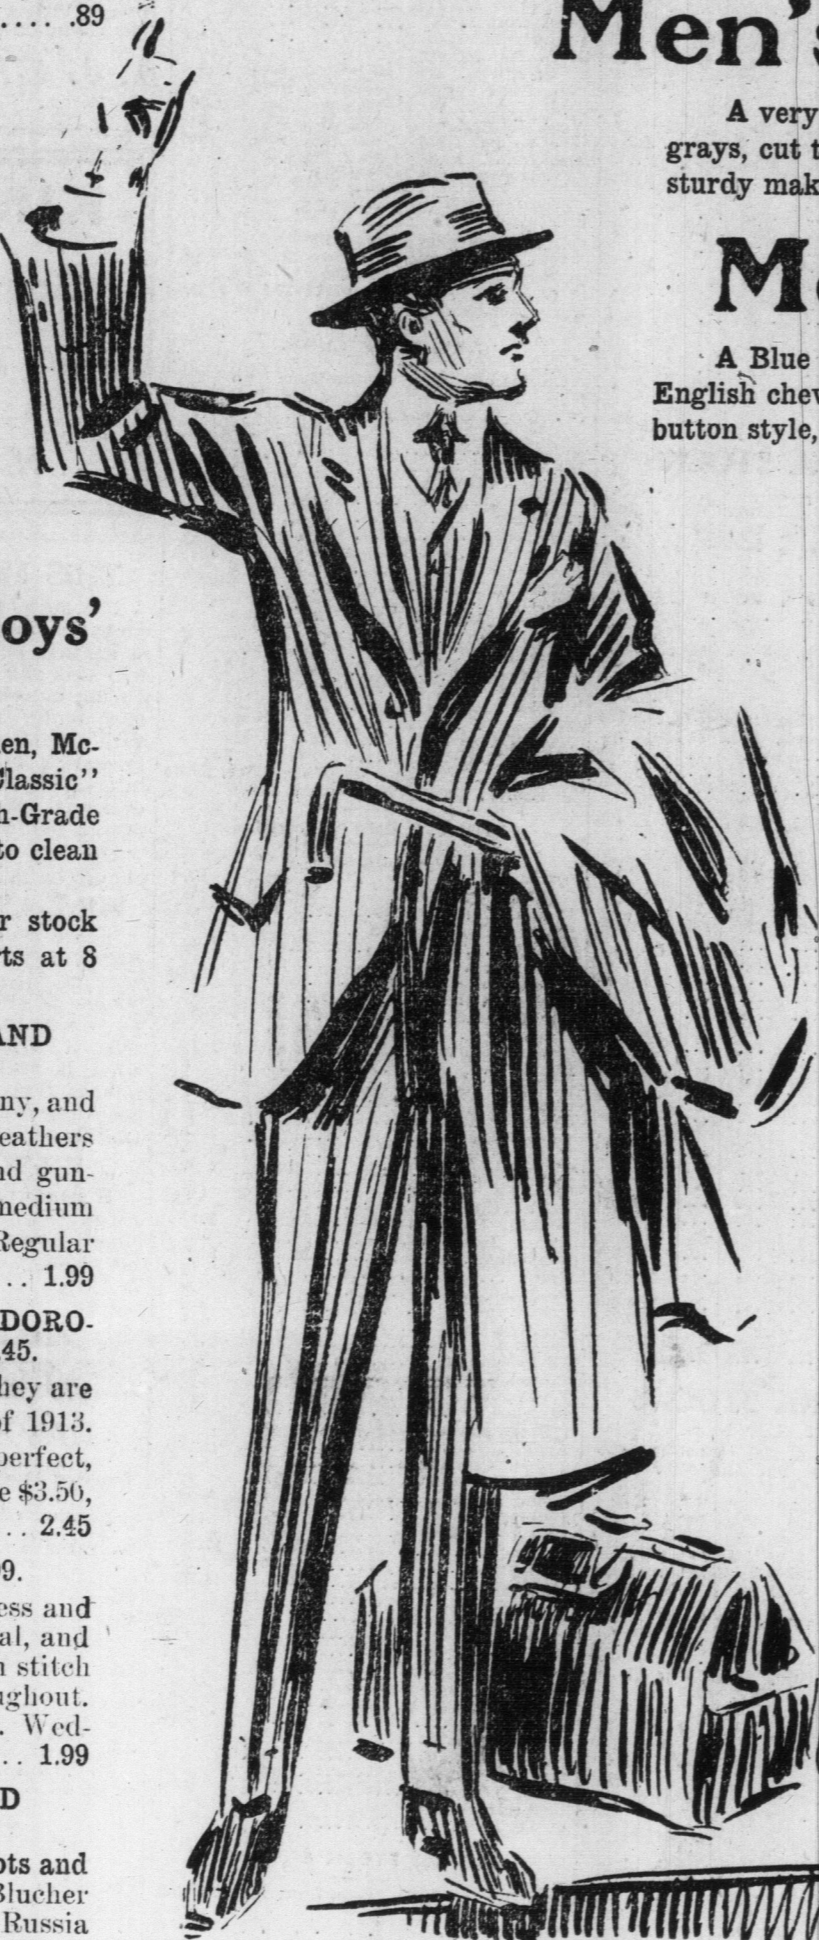 ..... .89
oys'
en, Mc-
lassic"
h-Grade
to clean
r stock
ts at 8
AND
ny, and
eathers
nd gun-
medium
Regular
.. 1.99
DORO-
.45.
hey are
of 1913.
perfect,
e $3.50,
.. 2.45
9.
ess and
al, and
n stitch
ughout.
. Wed-
.. 1.99
D
ots and
Blucher
Russia
Men's
A very
grays, cut t
sturdy mak
M
A Blue
English chev
button style,